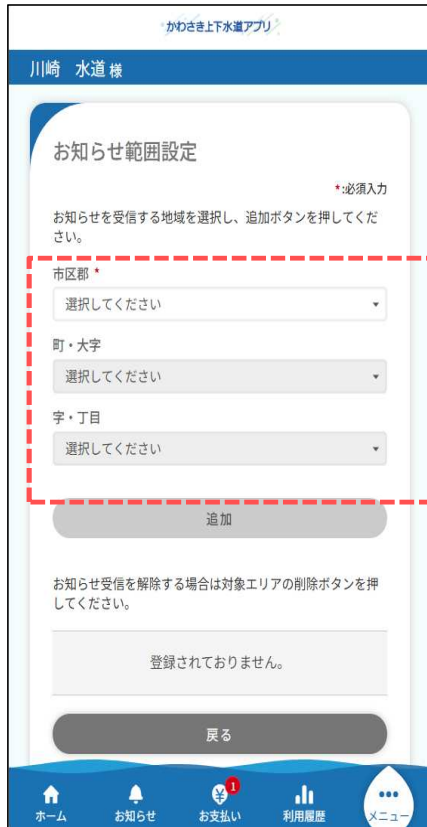 かわさき上下水道アプリ
川崎 水道 様
お知らせ範囲設定
*:必須入力
お知らせを受信する地域を選択し、追加ボタンを押してくだ
さい。
市区郡 *
選択してください
町・大字
選択してください
字・丁目
選択してください
追加
お知らせ受信を解除する場合は対象エリアの削除ボタンを押
してください。
登録されておりません。
戻る
1
ホーム お知らせ お支払い 利用履歴 メニュー